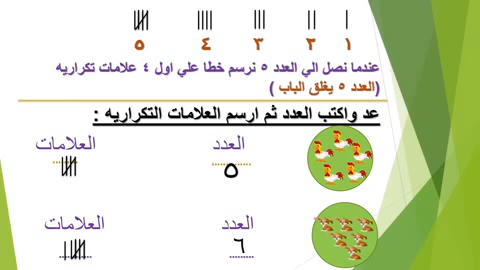 ١ ٢ ٣ ٤ ٥
عندما نصل الي العدد ٥ نرسم خطا علي اول ٤ علامات تكراريه
(العدد ٥ يغلق الباب )
عد واكتب العدد ثم ارسم العلامات التكراريه :
العدد العلامات
٥
العدد العلامات
٦